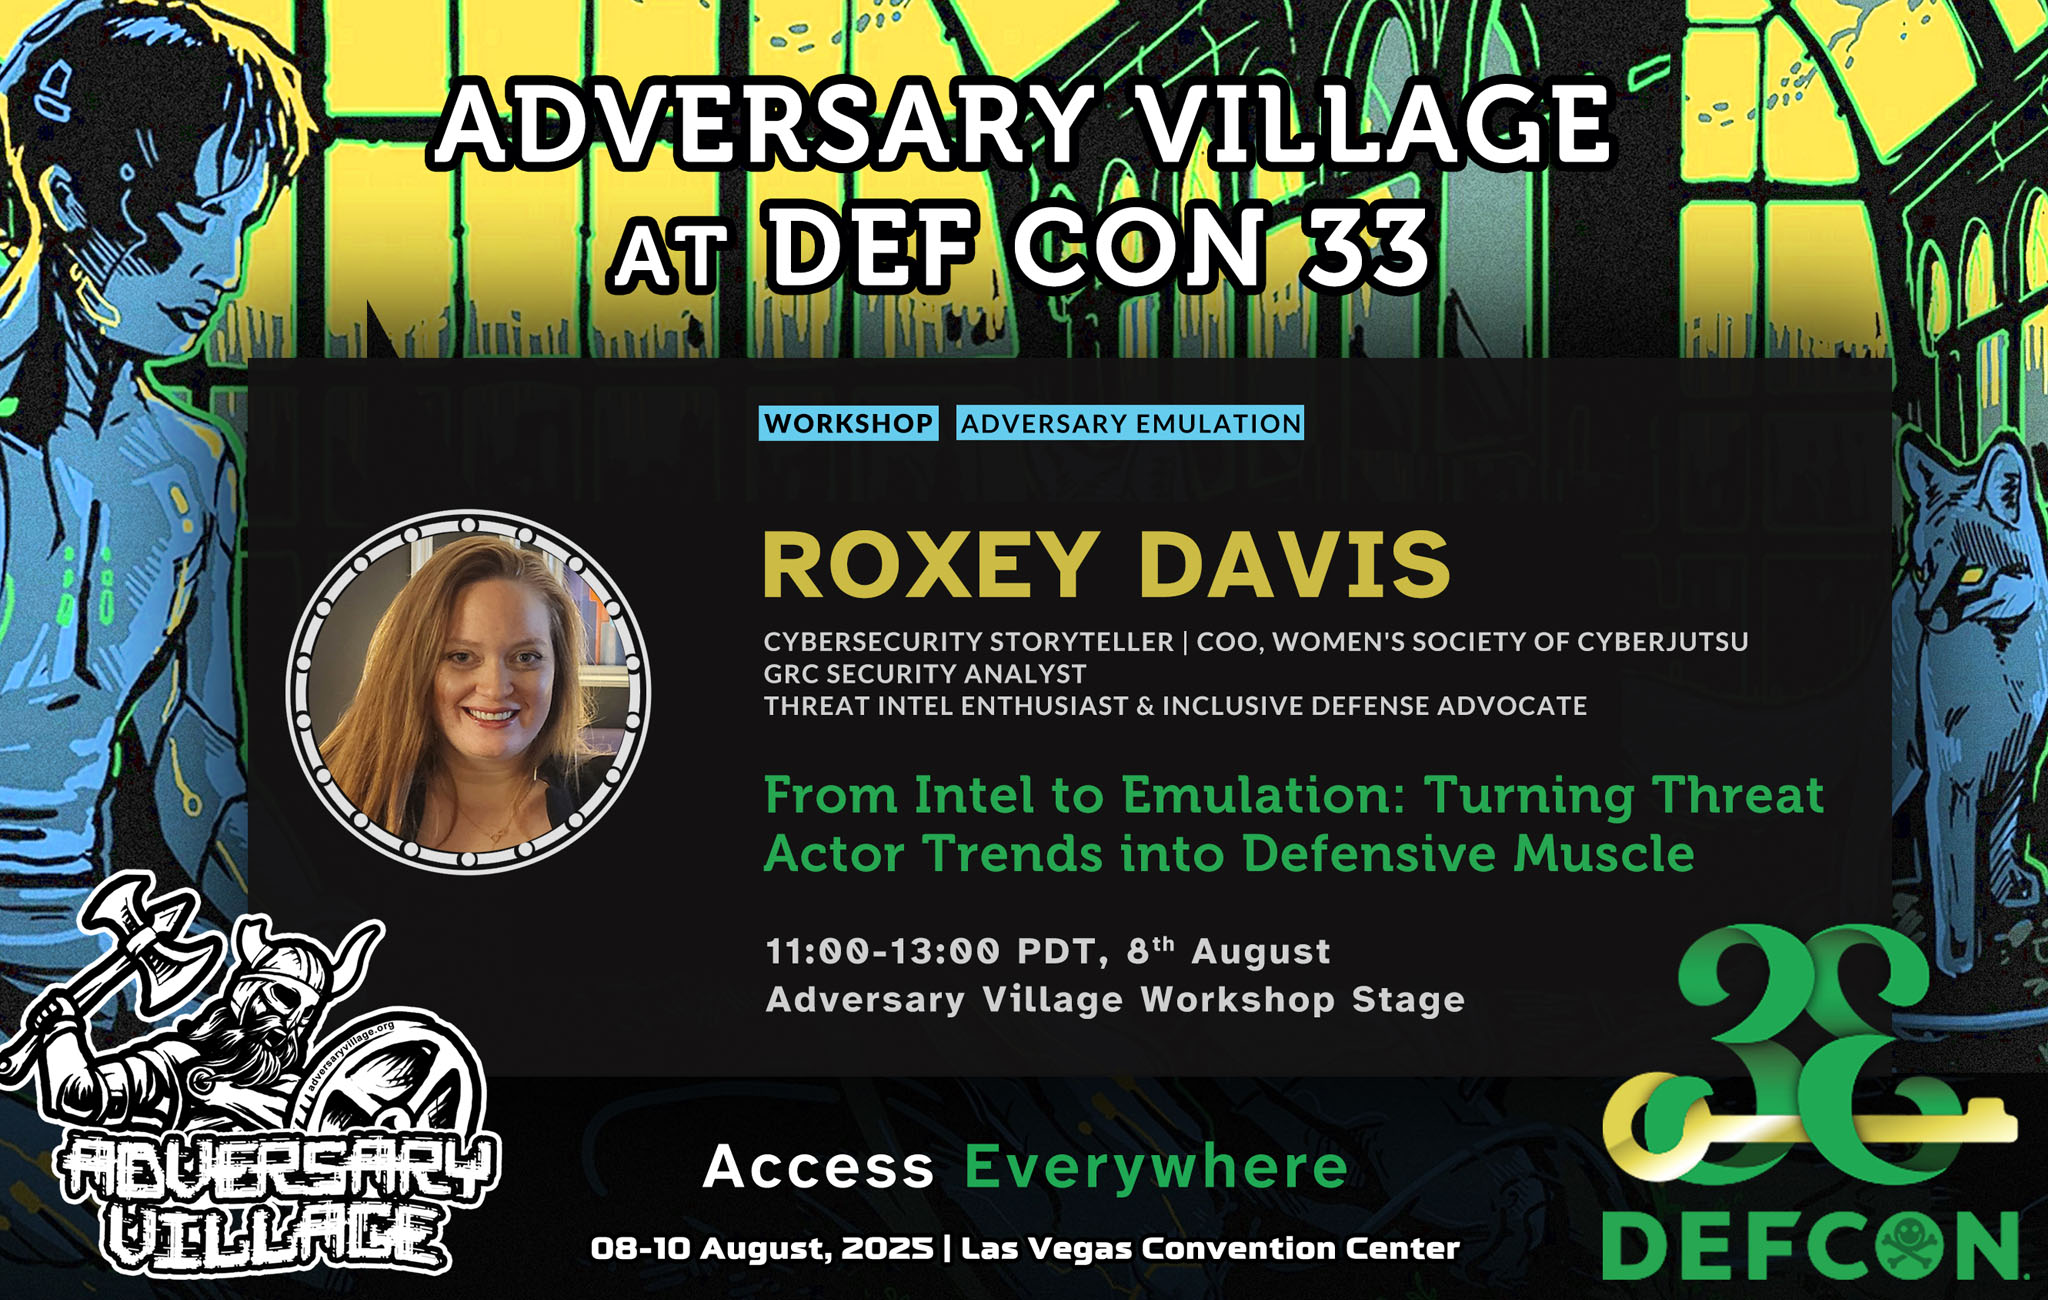 ADVERSARY VILLAGE
AT DEF CON 33
WORKSHOP ADVERSARY EMULATION
ROXEY DAVIS
CYBERSECURITY STORYTELLER | COO, WOMEN'S SOCIETY OF CYBERJUTSU
GRC SECURITY ANALYST
THREAT INTEL ENTHUSIAST & INCLUSIVE DEFENSE ADVOCATE
From Intel to Emulation: Turning Threat
Actor Trends into Defensive Muscle
11:00-13:00 PDT, 8th August
Adversary Village Workshop Stage
adversaryvillage.org
ADVERSARY
VILLAGE
Access Everywhere
08-10 August, 2025 | Las Vegas Convention Center
33
DEFCON.